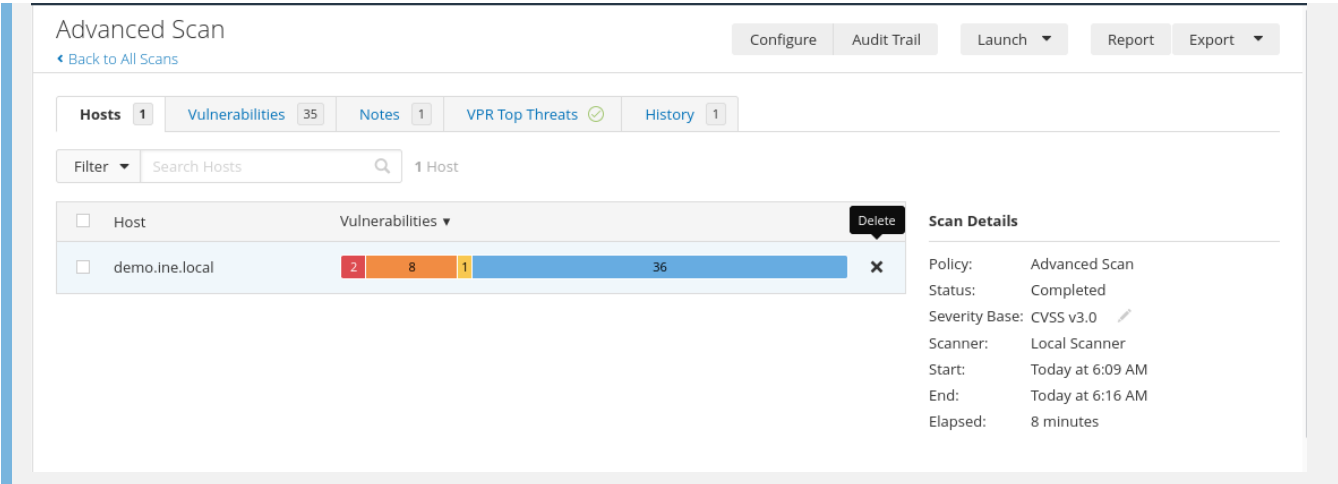 Advanced Scan
Back to All Scans
Configure Audit Trail Launch Report Export
Hosts 1 Vulnerabilities 35 Notes 1 VPR Top Threats History 1
Filter Search Hosts 1 Host
Host Vulnerabilities Delete
demo.ine.local 2 8 1 36
Scan Details
Policy: Advanced Scan
Status: Completed
Severity Base: CVSS v3.0
Scanner: Local Scanner
Start: Today at 6:09 AM
End: Today at 6:16 AM
Elapsed: 8 minutes